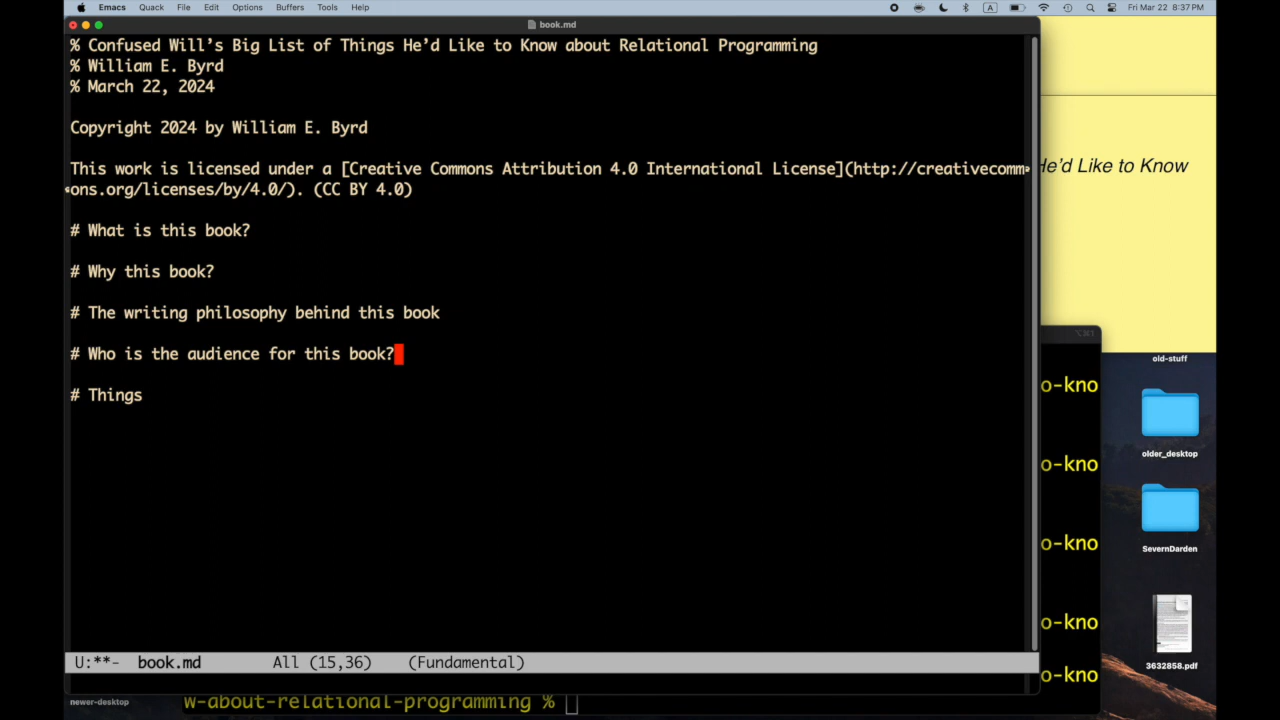 Emacs Quack File Edit Options Buffers Tools Help
A
Fri Mar 22 8:37 PM
book.md
% Confused Will's Big List of Things He'd Like to Know about Relational Programming
% William E. Byrd
% March 22, 2024
Copyright 2024 by William E. Byrd
This work is licensed under a [Creative Commons Attribution 4.0 International License](http://creativecomm
ons.org/licenses/by/4.0/). (CC BY 4.0)
# What is this book?
# Why this book?
# The writing philosophy behind this book
# Who is the audience for this book?
# Things
U:**- book.md All (15,36) (Fundamental)
He'd Like to Know
⌥⌘1
old-stuff
o-kno
older_desktop
o-kno
o-kno
SevernDarden
o-kno
3632858.pdf
o-kno
newer-desktop
w-about-relational-programming %